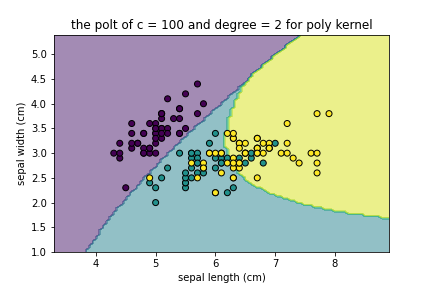 the polt of c = 100 and degree = 2 for poly kernel
sepal width (cm)
5.0
4.5
4.0
3.5
3.0
2.5
2.0
1.5
1.0
4 5 6 7 8
sepal length (cm)